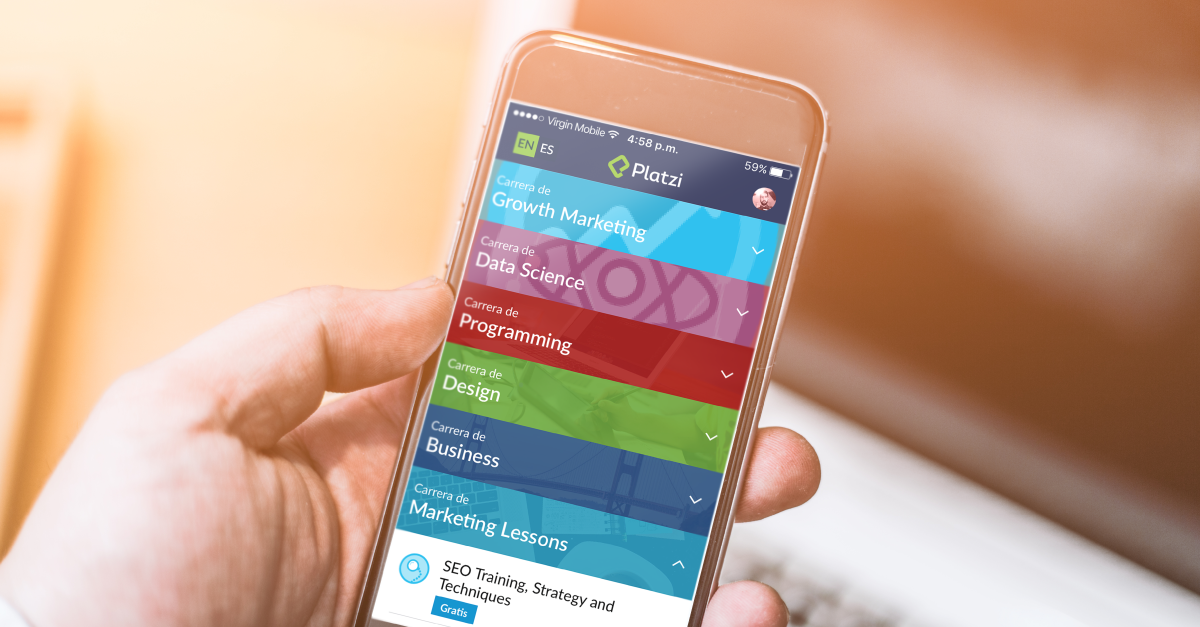 Virgin Mobile 4:58 p.m. 59%
EN ES
Platzi
Carrera de
Growth Marketing
Carrera de
Data Science
Carrera de
Programming
Carrera de
Design
Carrera de
Business
Carrera de
Marketing Lessons
SEO Training, Strategy and
Techniques
Gratis